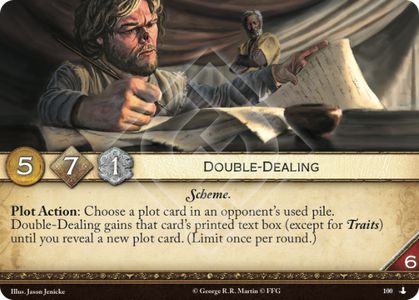 5 7 1 DOUBLE-DEALING
Scheme.
Plot Action: Choose a plot card in an opponent's used pile.
Double-Dealing gains that card's printed text box (except for Traits)
until you reveal a new plot card. (Limit once per round.)
6
Illus. Jason Jenicke © George R.R. Martin © FFG 100